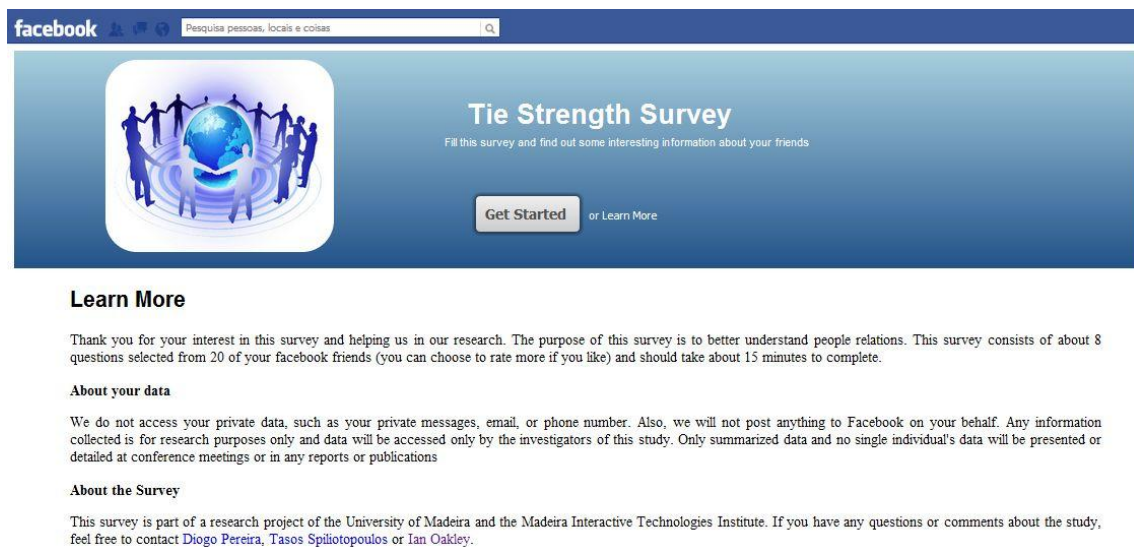 facebook
Pesquisa pessoas, locais e coisas
Tie Strength Survey
Fill this survey and find out some interesting information about your friends
Get Started or Learn More
Learn More
Thank you for your interest in this survey and helping us in our research. The purpose of this survey is to better understand people relations. This survey consists of about 8
questions selected from 20 of your facebook friends (you can choose to rate more if you like) and should take about 15 minutes to complete.
About your data
We do not access your private data, such as your private messages, email, or phone number. Also, we will not post anything to Facebook on your behalf. Any information
collected is for research purposes only and data will be accessed only by the investigators of this study. Only summarized data and no single individual's data will be presented or
detailed at conference meetings or in any reports or publications
About the Survey
This survey is part of a research project of the University of Madeira and the Madeira Interactive Technologies Institute. If you have any questions or comments about the study,
feel free to contact Diogo Pereira, Tasos Spiliotopoulos or Ian Oakley.